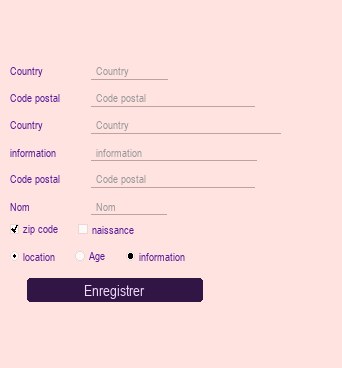 Country Country
Code postal Code postal
Country Country
information information
Code postal Code postal
Nom Nom
zip code naissance
location Age information
Enregistrer